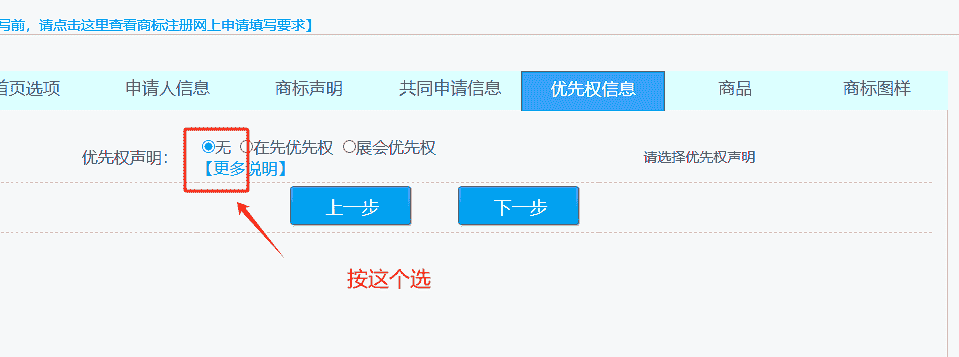 写前，请点击这里查看商标注册网上申请填写要求】
首页选项 申请人信息 商标声明 共同申请信息 优先权信息 商品 商标图样
优先权声明： 无 在先优先权 展会优先权 请选择优先权声明
【更多说明】
上一步 下一步
按这个选